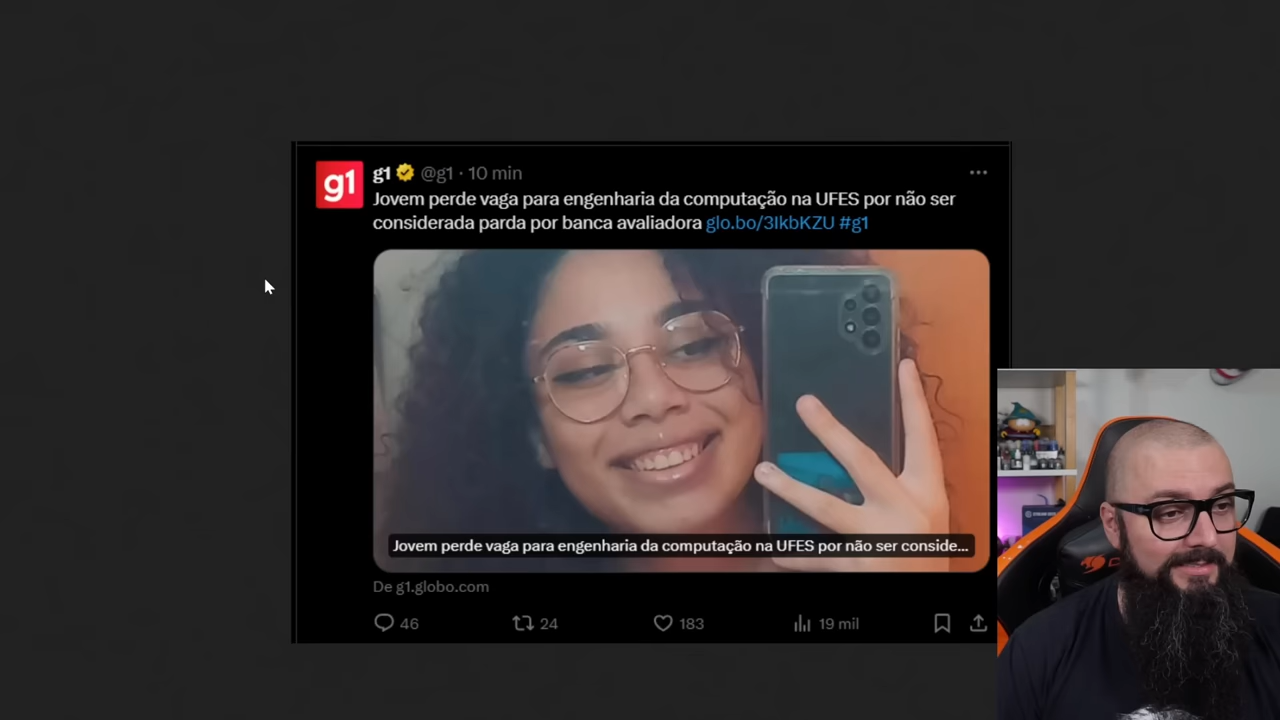 g1
g1 @g1 · 10 min
Jovem perde vaga para engenharia da computação na UFES por não ser
considerada parda por banca avaliadora glo.bo/3IkbKZU #g1
Jovem perde vaga para engenharia da computação na UFES por não ser conside...
De g1.globo.com
46 24 183 19 mil